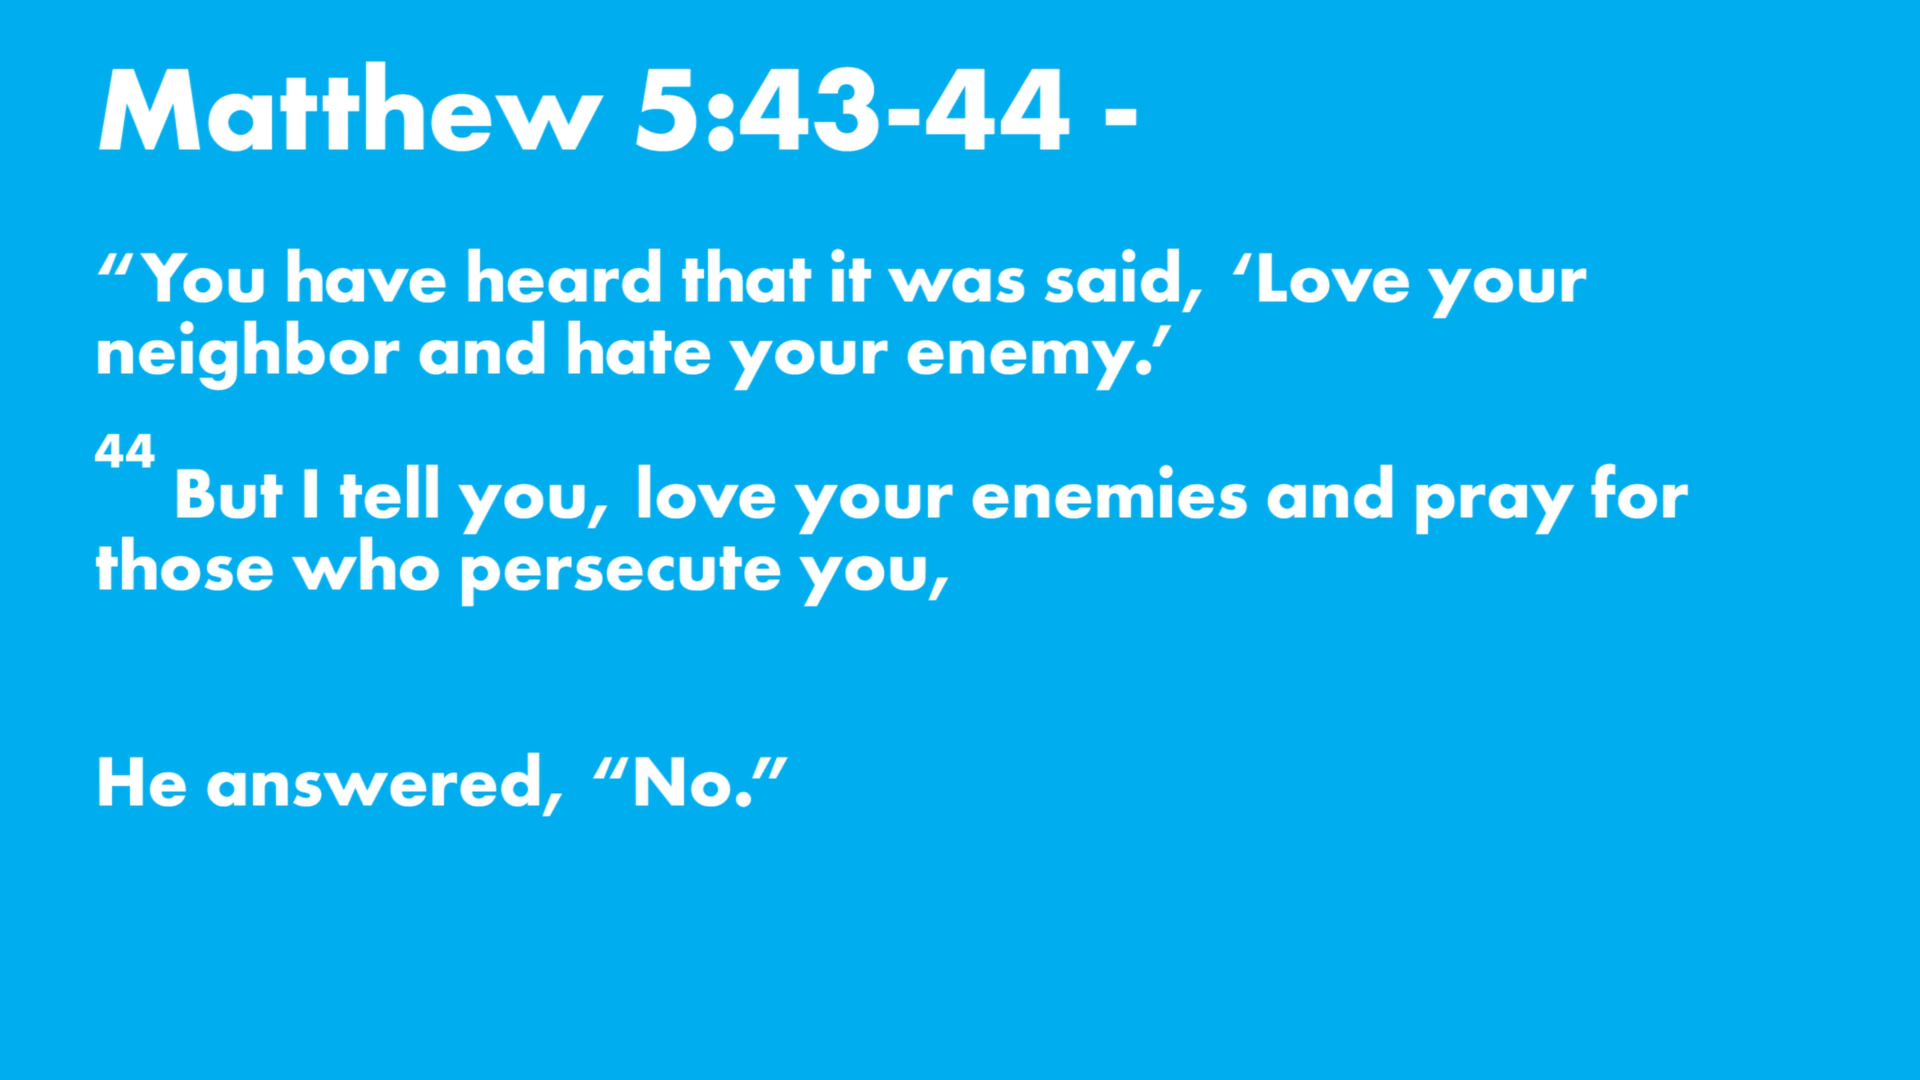 Matthew 5:43-44 -
“You have heard that it was said, ‘Love your
neighbor and hate your enemy.’
44 But I tell you, love your enemies and pray for
those who persecute you,
He answered, “No.”